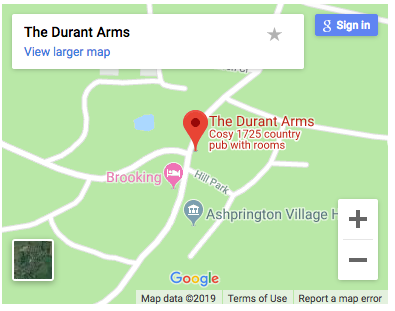 The Durant Arms
View larger map
g Sign in
The Durant Arms
Cosy 1725 country
pub with rooms
Brooking
Hill Park
Ashprington Village H
+
−
Google
Map data ©2019 Terms of Use Report a map error